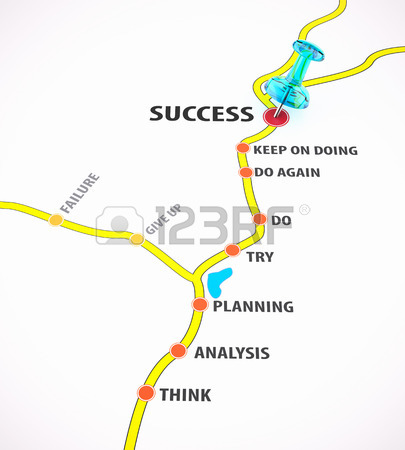 SUCCESS
KEEP ON DOING
DO AGAIN
FAILURE
GIVE UP
DO
123RF
TRY
PLANNING
ANALYSIS
THINK